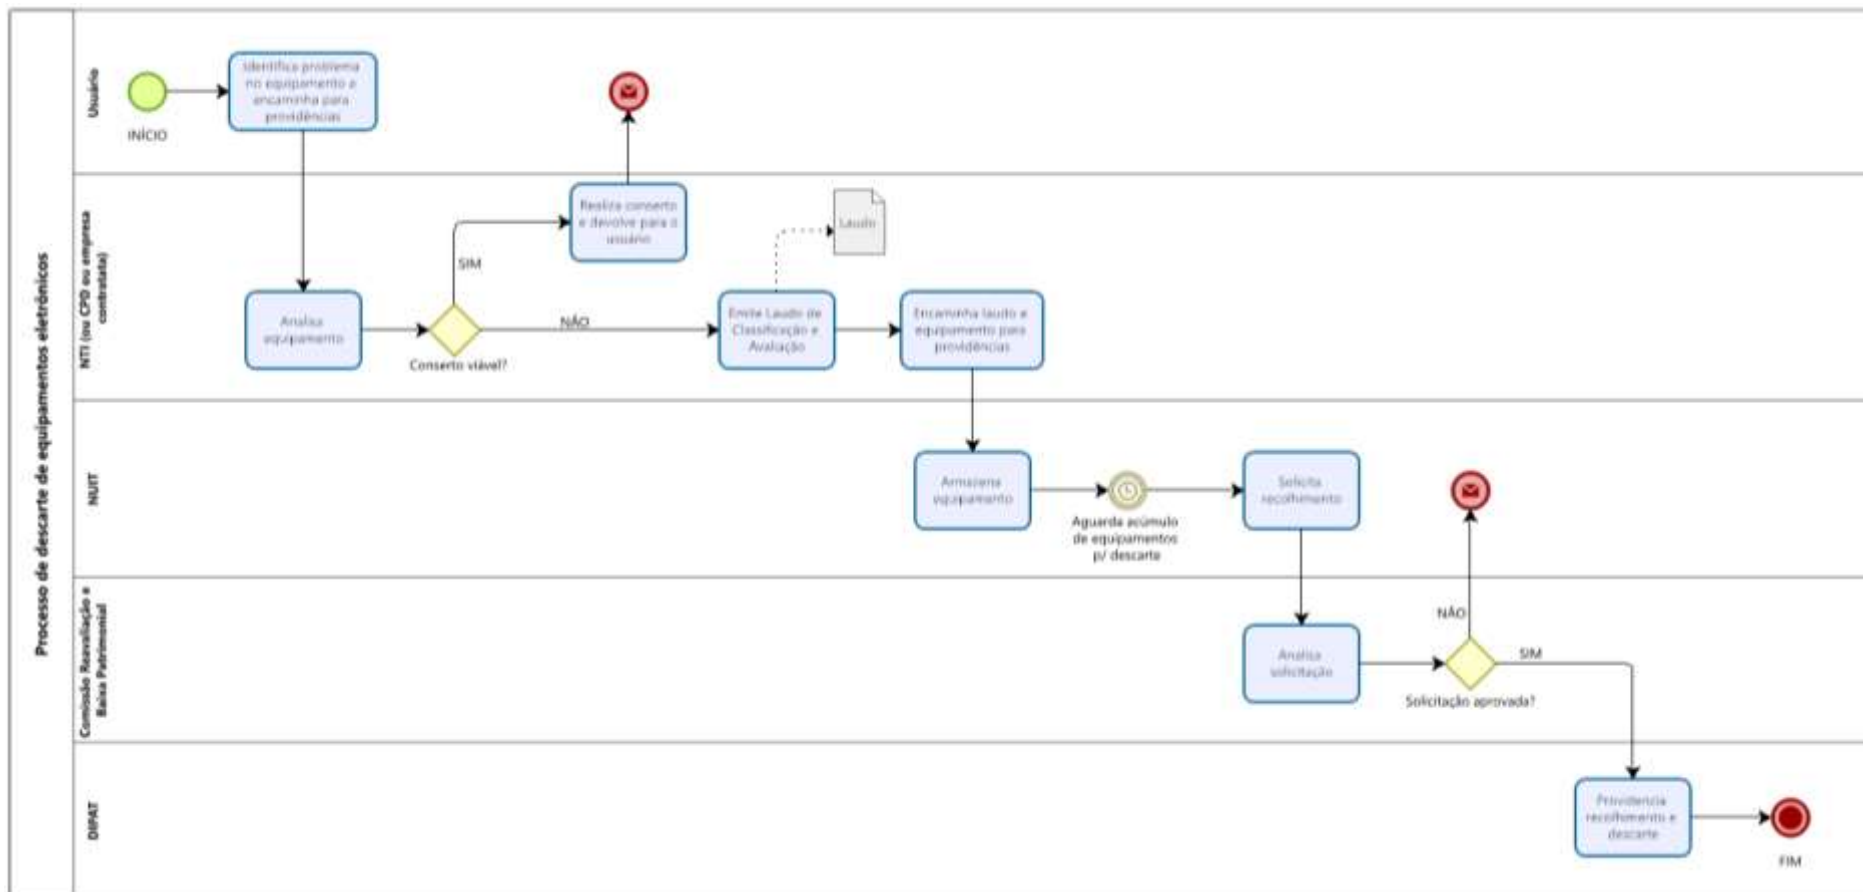 Processo de descarte de equipamentos eletrônicos
Usuário
INÍCIO
Identifica problema
no equipamento e
encaminha para
providências
NTI (ou CPD ou empresa
contratata)
Analisa
equipamento
Conserto viável?
SIM
NÃO
Realiza conserto
e devolve para o
usuário
Emite Laudo de
Classificação e
Avaliação
Laudo
Encaminha laudo e
equipamento para
providências
NUIT
Armazena
equipamento
Aguarda acúmulo
de equipamentos
p/ descarte
Solicita
recolhimento
Comissão Reavaliação e
Baixa Patrimonial
Analisa
solicitação
Solicitação aprovada?
NÃO
SIM
DIPAT
Providencia
recolhimento e
descarte
FIM